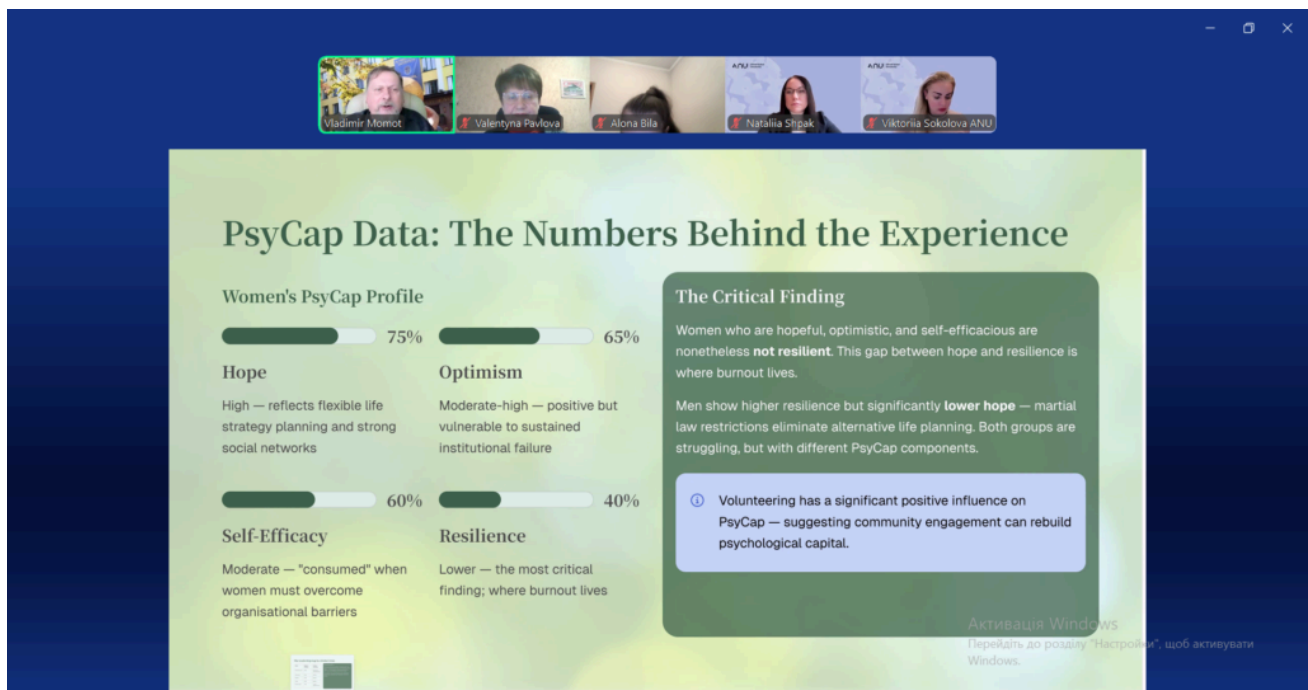 ANU
ANU
Vladimir Momot
Valentyna Pavlova
Alona Bila
Nataliia Shpak
Viktoriia Sokolova ANU
PsyCap Data: The Numbers Behind the Experience
Women's PsyCap Profile
75%
65%
Hope
Optimism
High — reflects flexible life
strategy planning and strong
social networks
Moderate-high — positive but
vulnerable to sustained
institutional failure
60%
40%
Self-Efficacy
Resilience
Moderate — "consumed" when
women must overcome
organisational barriers
Lower — the most critical
finding; where burnout lives
The Critical Finding
Women who are hopeful, optimistic, and self-efficacious are
nonetheless not resilient. This gap between hope and resilience is
where burnout lives.
Men show higher resilience but significantly lower hope — martial
law restrictions eliminate alternative life planning. Both groups are
struggling, but with different PsyCap components.
Volunteering has a significant positive influence on
PsyCap — suggesting community engagement can rebuild
psychological capital.
Активація Windows
Перейдіть до розділу "Настройки", щоб активувати
Windows.